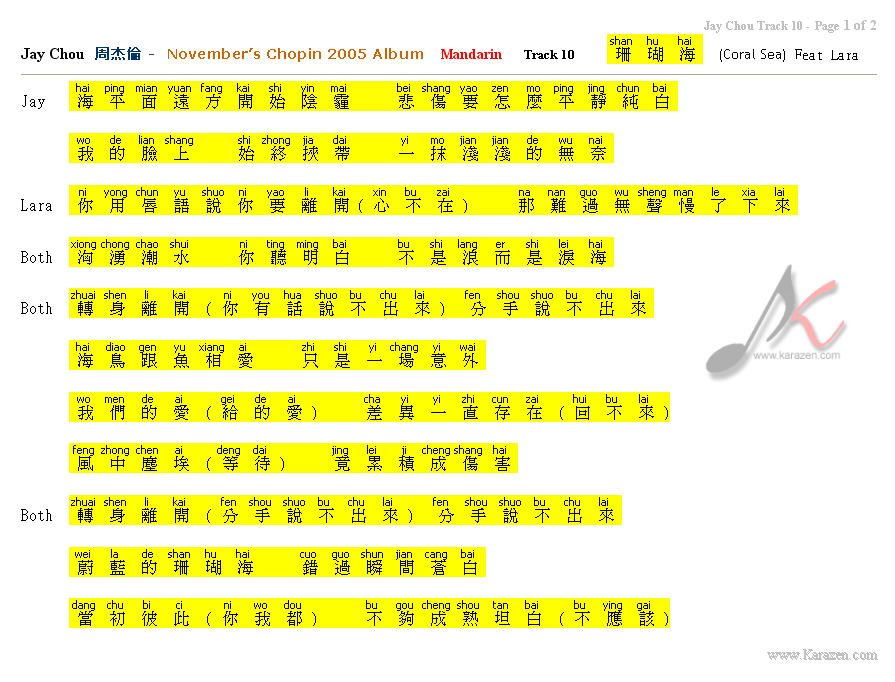 Jay Chou Track 10 - Page 1 of 2
shan hu hai
Jay Chou 周杰倫 - November's Chopin 2005 Album Mandarin Track 10 珊瑚海 (Coral Sea) Feat Lara
hai ping mian yuan fang kai shi yin mai bei shang yao zen mo ping jing chun bai
Jay 海平面遠方開始陰霾 悲傷要怎麼平靜純白
wo de lian shang shi zhong jia dai yi mo jian jian de wu nai
我的臉上 始終挾帶 一抹淺淺的無奈
ni yong chun yu shuo ni yao li kai xin bu zai na nan guo wu sheng man le xia lai
Lara 你用唇語說你要離開(心不在) 那難過無聲慢了下來
xiong chong chao shui ni ting ming bai bu shi lang er shi lei hai
Both 洶湧潮水 你聽明白 不是浪而是淚海
zhuai shen li kai ni you hua shuo bu chu lai fen shou shuo bu chu lai
Both 轉身離開(你有話說不出來) 分手說不出來
hai diao gen yu xiang ai zhi shi yi chang yi wai
海鳥跟魚相愛 只是一場意外
wo men de ai gei de ai cha yi yi zhi cun zai hui bu lai
我們的愛(給的愛) 差異一直存在(回不來)
feng zhong chen ai deng dai jing lei ji cheng shang hai
風中塵埃(等待) 竟累積成傷害
zhuai shen li kai fen shou shuo bu chu lai fen shou shuo bu chu lai
Both 轉身離開(分手說不出來) 分手說不出來
wei la de shan hu hai cuo guo shun jian cang bai
蔚藍的珊瑚海 錯過瞬間蒼白
dang chu bi ci ni wo dou bu gou cheng shou tan bai bu ying gai
當初彼此(你我都) 不夠成熟坦白(不應該)
www.karazen.com
www.Karazen.com